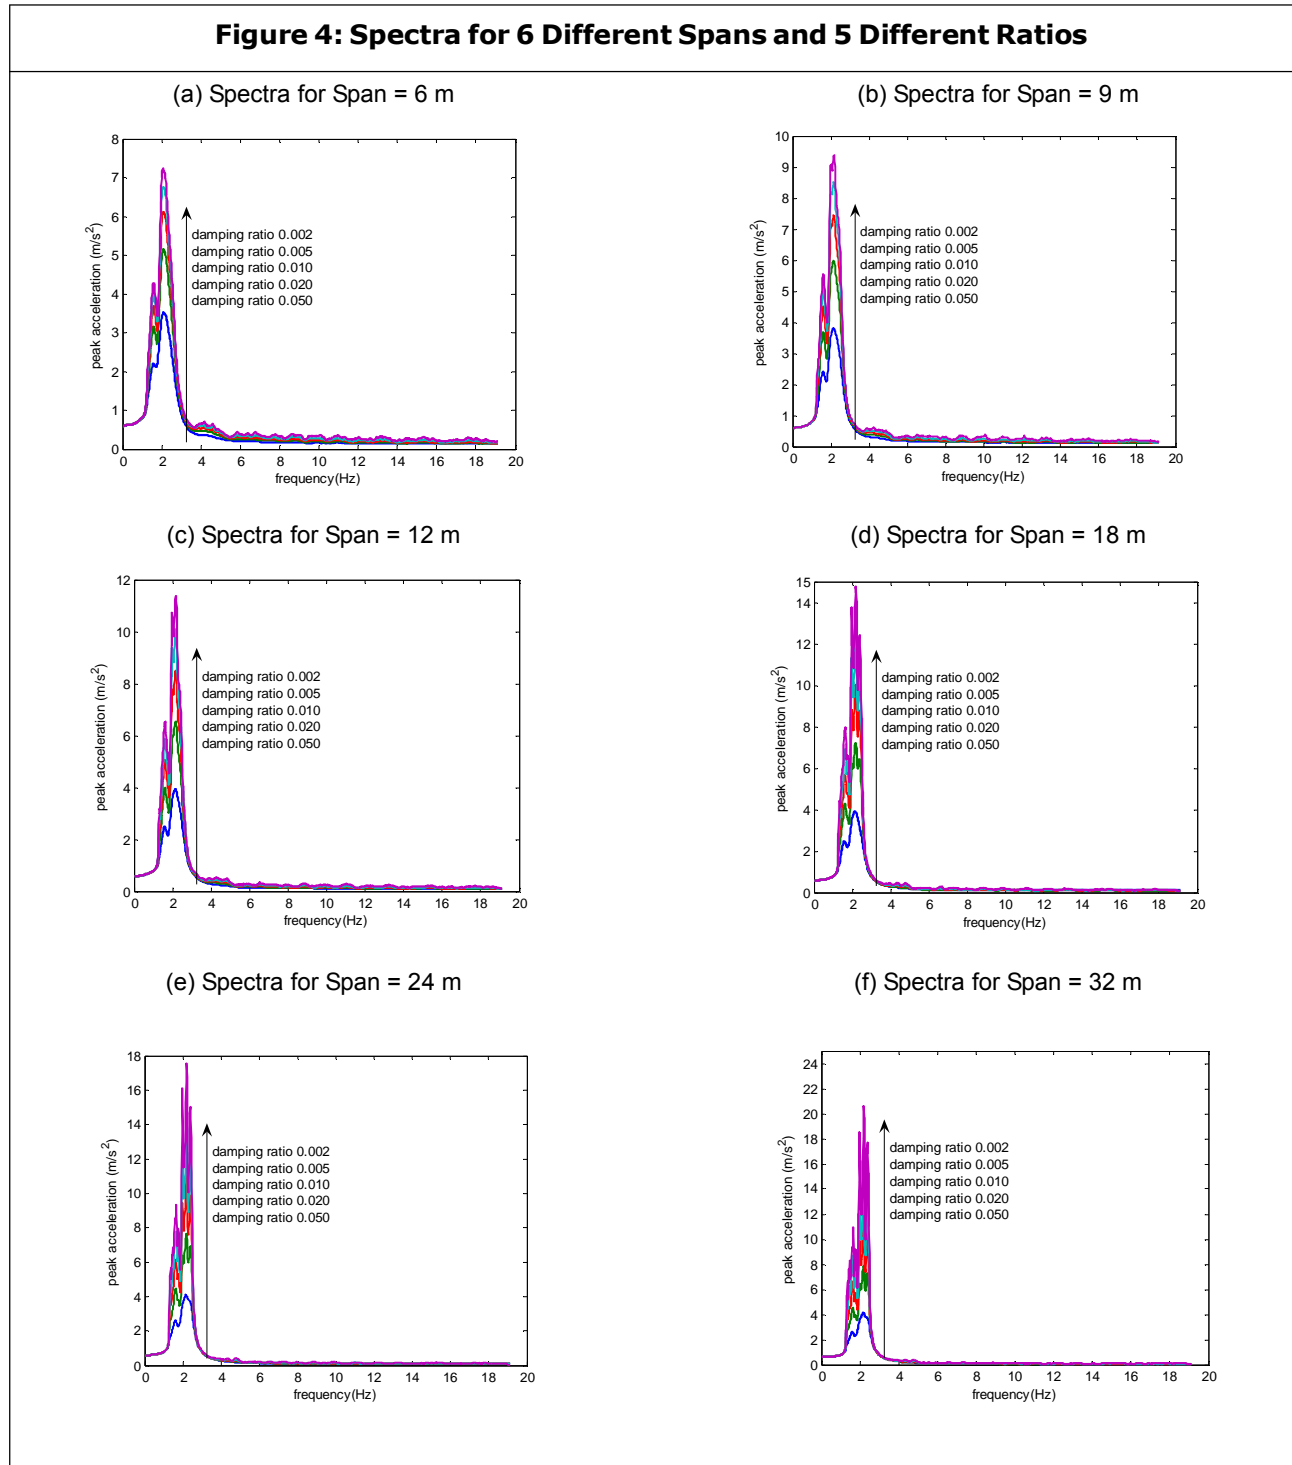 Figure 4: Spectra for 6 Different Spans and 5 Different Ratios
(a) Spectra for Span = 6 m
8
7
6
5
4
3
2
1
0
peak acceleration (m/s²)
damping ratio 0.002
damping ratio 0.005
damping ratio 0.010
damping ratio 0.020
damping ratio 0.050
0 2 4 6 8 10 12 14 16 18 20
frequency(Hz)
(b) Spectra for Span = 9 m
10
9
8
7
6
5
4
3
2
1
0
peak acceleration (m/s²)
damping ratio 0.002
damping ratio 0.005
damping ratio 0.010
damping ratio 0.020
damping ratio 0.050
0 2 4 6 8 10 12 14 16 18 20
frequency(Hz)
(c) Spectra for Span = 12 m
12
10
8
6
4
2
0
peak acceleration (m/s²)
damping ratio 0.002
damping ratio 0.005
damping ratio 0.010
damping ratio 0.020
damping ratio 0.050
0 2 4 6 8 10 12 14 16 18 20
frequency(Hz)
(d) Spectra for Span = 18 m
15
14
12
10
8
6
4
2
0
peak acceleration (m/s²)
damping ratio 0.002
damping ratio 0.005
damping ratio 0.010
damping ratio 0.020
damping ratio 0.050
0 2 4 6 8 10 12 14 16 18 20
frequency(Hz)
(e) Spectra for Span = 24 m
18
16
14
12
10
8
6
4
2
0
peak acceleration (m/s²)
damping ratio 0.002
damping ratio 0.005
damping ratio 0.010
damping ratio 0.020
damping ratio 0.050
0 2 4 6 8 10 12 14 16 18 20
frequency(Hz)
(f) Spectra for Span = 32 m
24
22
20
18
16
14
12
10
8
6
4
2
0
peak acceleration (m/s²)
damping ratio 0.002
damping ratio 0.005
damping ratio 0.010
damping ratio 0.020
damping ratio 0.050
0 2 4 6 8 10 12 14 16 18 20
frequency(Hz)